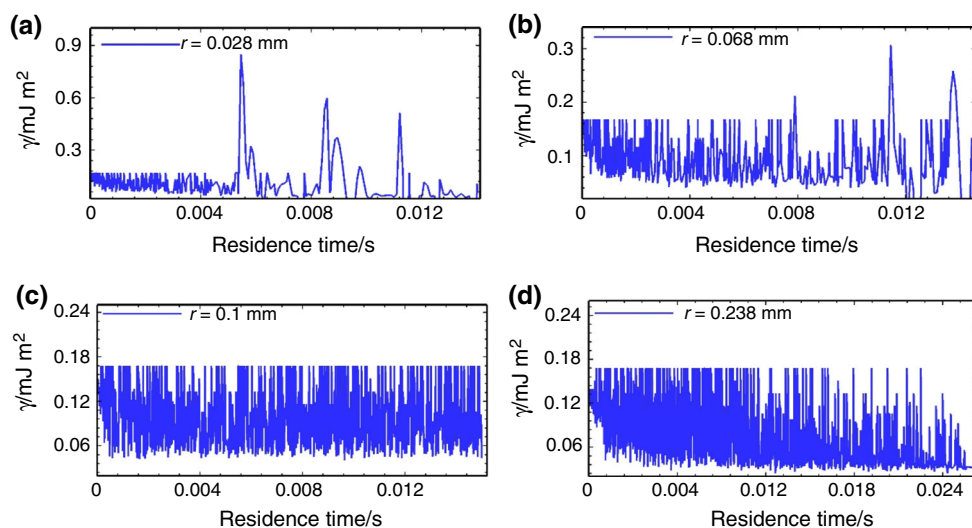 (a)
r = 0.028 mm
0.9
0.6
0.3
γ/mJ m²
0 0.004 0.008 0.012
Residence time/s
(b)
r = 0.068 mm
0.3
0.2
0.1
γ/mJ m²
0 0.004 0.008 0.012
Residence time/s
(c)
r = 0.1 mm
0.24
0.18
0.12
0.06
γ/mJ m²
0 0.004 0.008 0.012
Residence time/s
(d)
r = 0.238 mm
0.24
0.18
0.12
0.06
γ/mJ m²
0 0.004 0.0012 0.018 0.024
Residence time/s